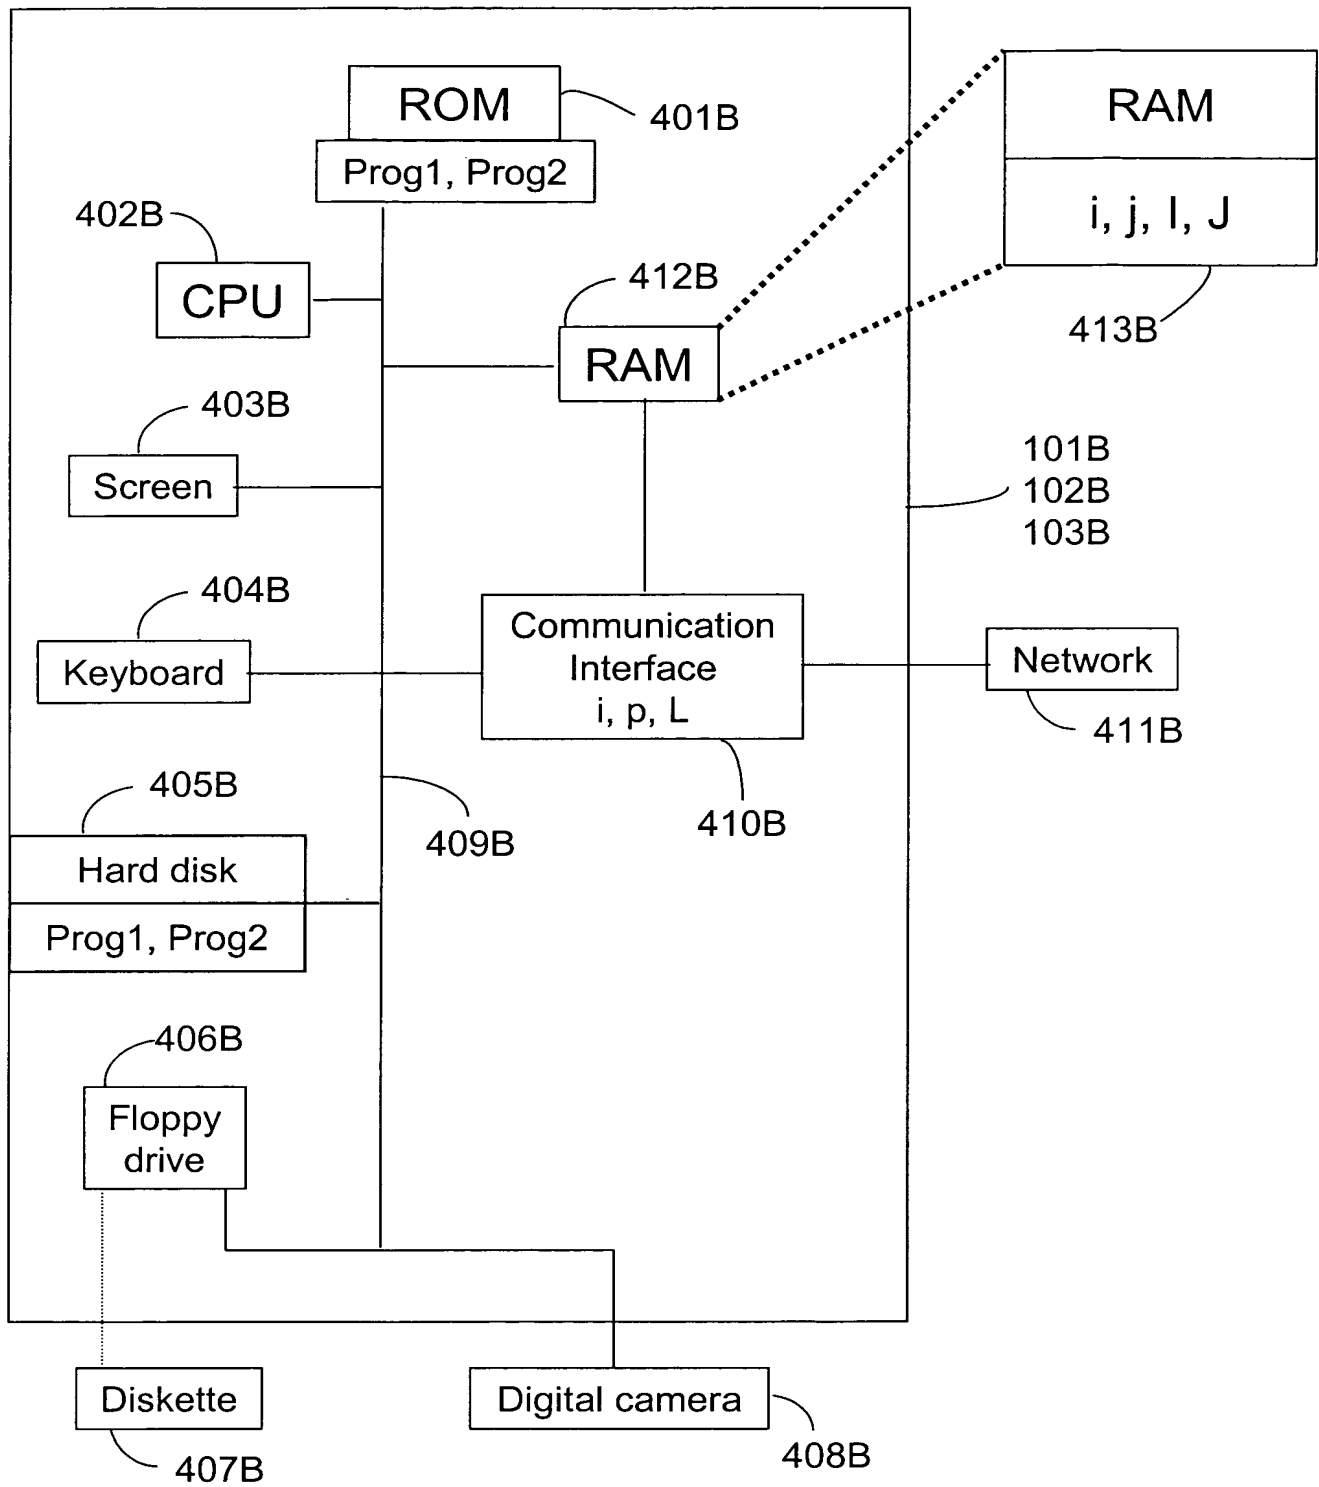 ROM
401B
RAM
Prog1, Prog2
402B
i, j, I, J
CPU
412B
413B
RAM
403B
Screen
101B
102B
103B
404B
Keyboard
Communication
Interface
i, p, L
Network
411B
405B
410B
409B
Hard disk
Prog1, Prog2
406B
Floppy
drive
Diskette
Digital camera
407B
408B